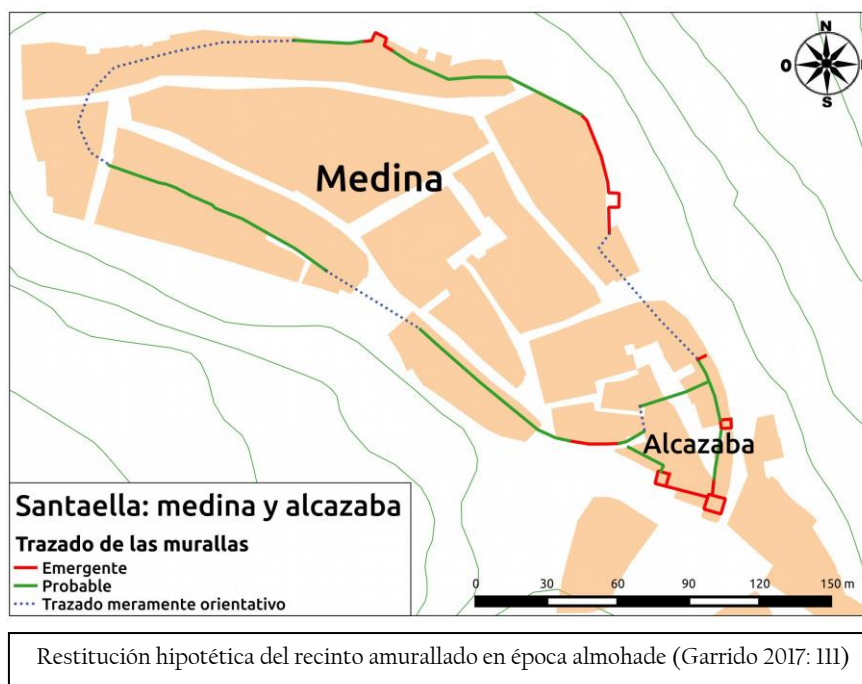 N
O
S
Medina
Alcazaba
Santaella: medina y alcazaba
Trazado de las murallas
Emergente
Probable
Trazado meramente orientativo
0 30 60 90 120 150 m
Restitución hipotética del recinto amurallado en época almohade (Garrido 2017: 111)